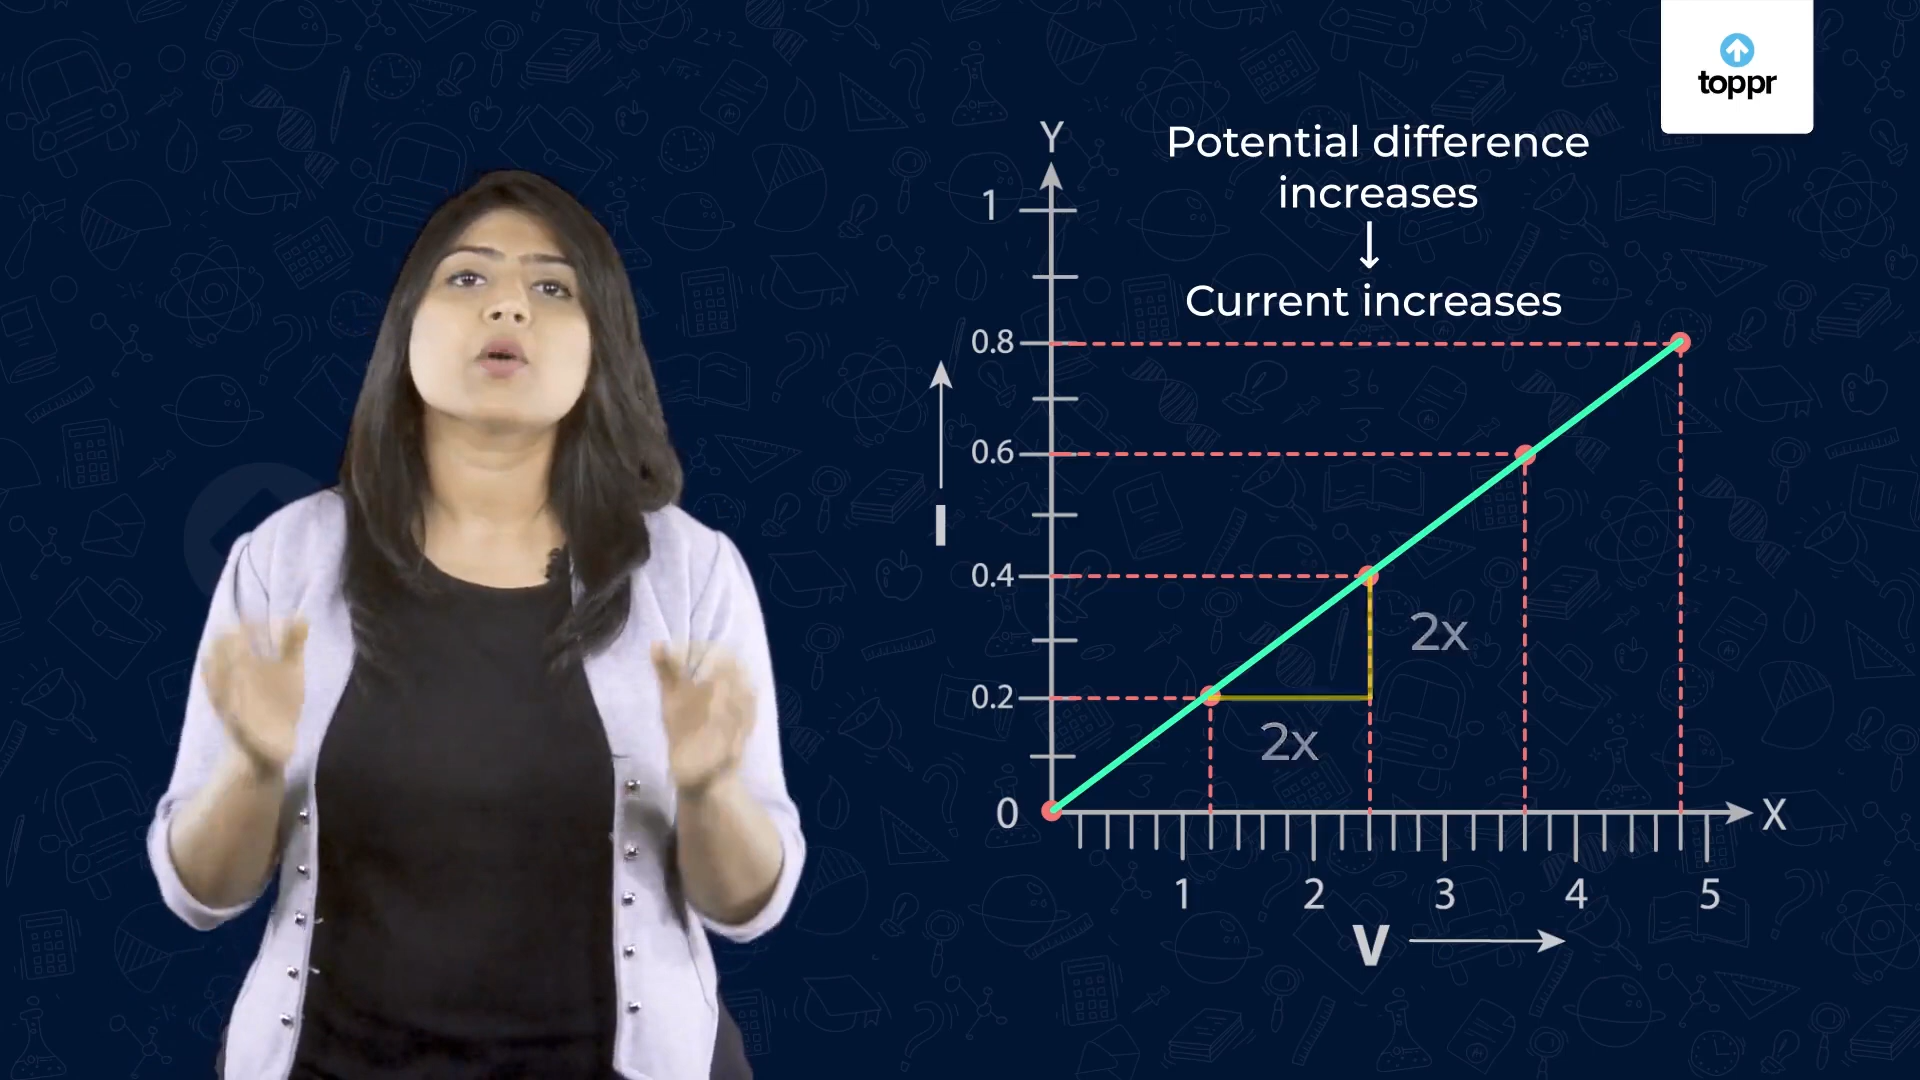 toppr
Potential difference
increases
Current increases
Y
1
0.8
0.6
0.4
0.2
0
I
2x
2x
X
1 2 3 4 5
V